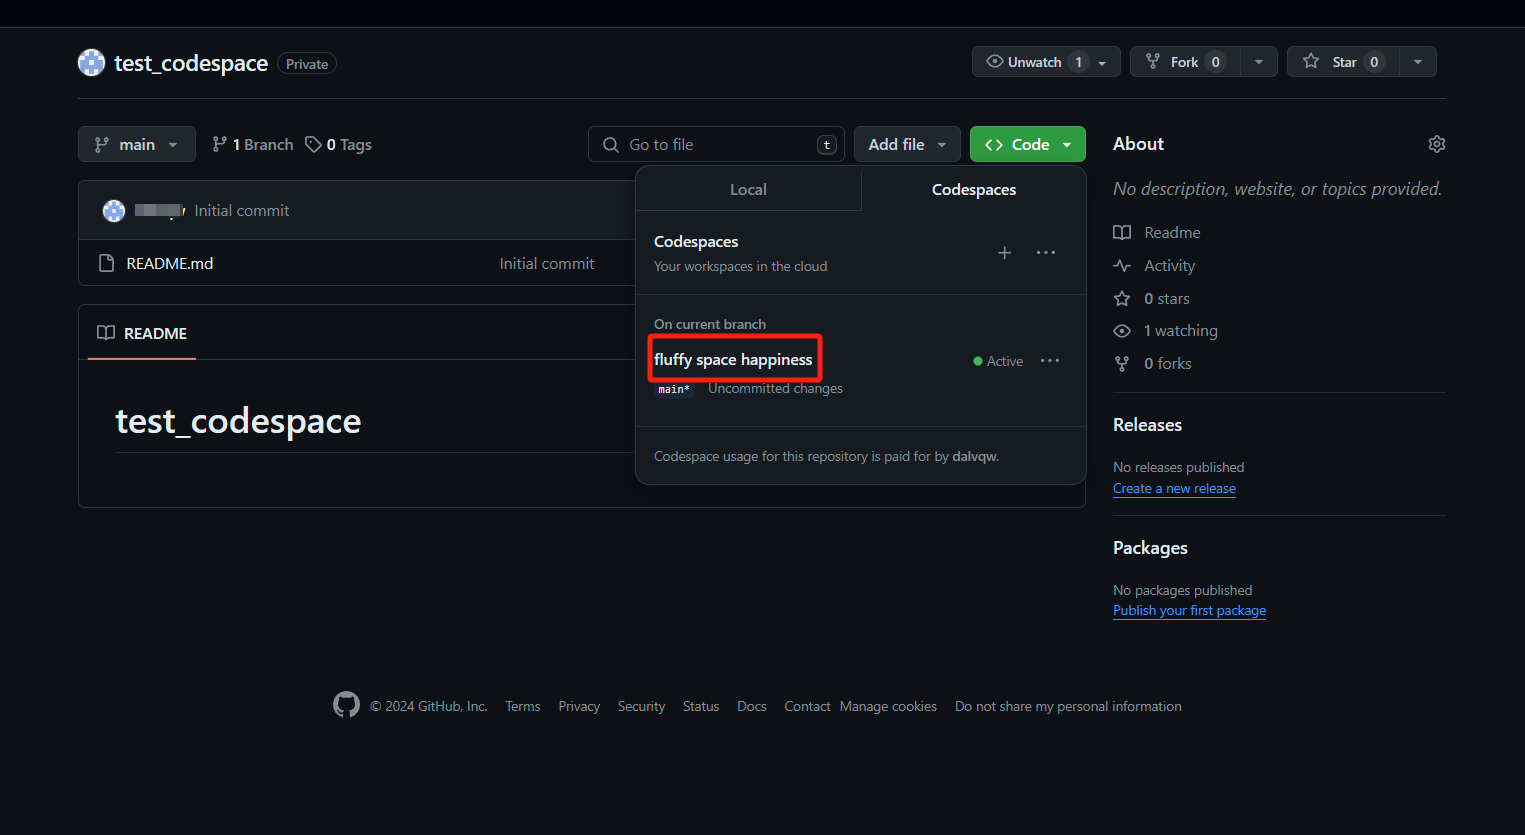 test_codespace Private
Unwatch 1
Fork 0
Star 0
main
1 Branch
0 Tags
Go to file t
Add file
Code
Initial commit
README.md Initial commit
README
test_codespace
Local Codespaces
Codespaces
Your workspaces in the cloud
On current branch
fluffy space happiness
Active
main* Uncommitted changes
Codespace usage for this repository is paid for by dalvqw.
About
No description, website, or topics provided.
Readme
Activity
0 stars
1 watching
0 forks
Releases
No releases published
Create a new release
Packages
No packages published
Publish your first package
© 2024 GitHub, Inc. Terms Privacy Security Status Docs Contact Manage cookies Do not share my personal information